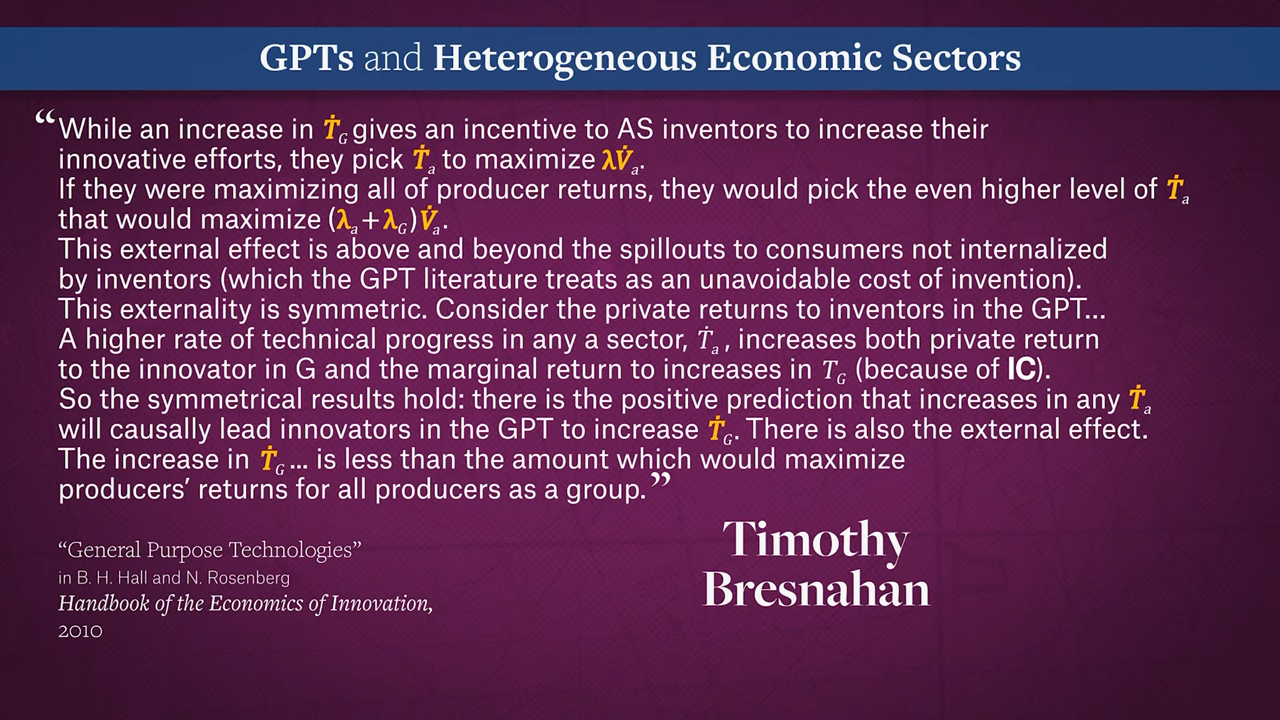 GPTs and Heterogeneous Economic Sectors
“While an increase in Ṫ_G gives an incentive to AS inventors to increase their
innovative efforts, they pick Ṫ_a to maximize λV̇_a.
If they were maximizing all of producer returns, they would pick the even higher level of Ṫ_a
that would maximize (λ_a+λ_G)V̇_a.
This external effect is above and beyond the spillouts to consumers not internalized
by inventors (which the GPT literature treats as an unavoidable cost of invention).
This externality is symmetric. Consider the private returns to inventors in the GPT...
A higher rate of technical progress in any a sector, Ṫ_a, increases both private return
to the innovator in G and the marginal return to increases in T_G (because of IC).
So the symmetrical results hold: there is the positive prediction that increases in any Ṫ_a
will causally lead innovators in the GPT to increase Ṫ_G. There is also the external effect.
The increase in Ṫ_G ... is less than the amount which would maximize
producers’ returns for all producers as a group.”
Timothy
Bresnahan
“General Purpose Technologies”
in B. H. Hall and N. Rosenberg
Handbook of the Economics of Innovation,
2010